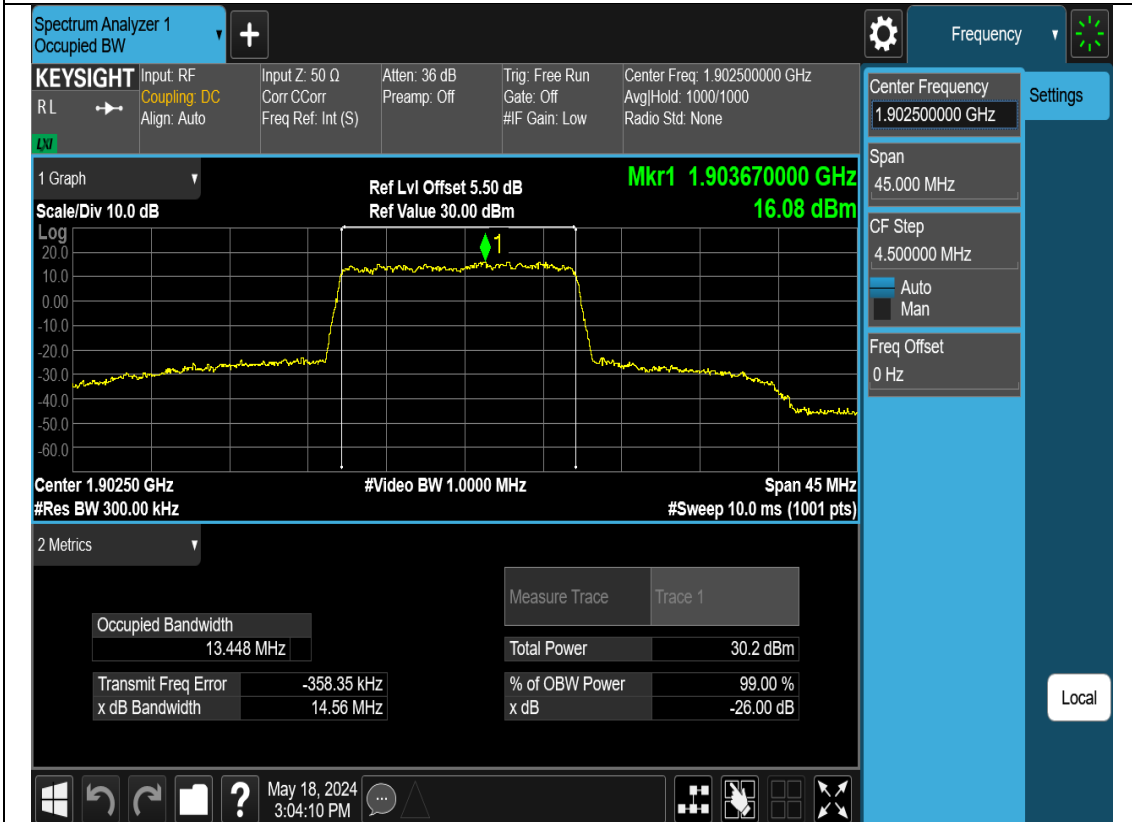 Spectrum Analyzer 1
Occupied BW
+
Frequency
KEYSIGHT
RL
LXI
Input: RF
Coupling: DC
Align: Auto
Input Z: 50 Ω
Corr CCorr
Freq Ref: Int (S)
Atten: 36 dB
Preamp: Off
Trig: Free Run
Gate: Off
#IF Gain: Low
Center Freq: 1.902500000 GHz
Avg|Hold: 1000/1000
Radio Std: None
Center Frequency
1.902500000 GHz
Settings
Span
45.000 MHz
CF Step
4.500000 MHz
Auto
Man
Freq Offset
0 Hz
Local
1 Graph
Scale/Div 10.0 dB
Ref Lvl Offset 5.50 dB
Ref Value 30.00 dBm
Mkr1 1.903670000 GHz
16.08 dBm
Log
20.0
10.0
0.00
-10.0
-20.0
-30.0
-40.0
-50.0
-60.0
1
Center 1.90250 GHz
#Video BW 1.0000 MHz
Span 45 MHz
#Res BW 300.00 kHz
#Sweep 10.0 ms (1001 pts)
2 Metrics
Measure Trace Trace 1
Occupied Bandwidth
13.448 MHz
Total Power 30.2 dBm
Transmit Freq Error -358.35 kHz
% of OBW Power 99.00 %
x dB Bandwidth 14.56 MHz
x dB -26.00 dB
?
May 18, 2024
3:04:10 PM